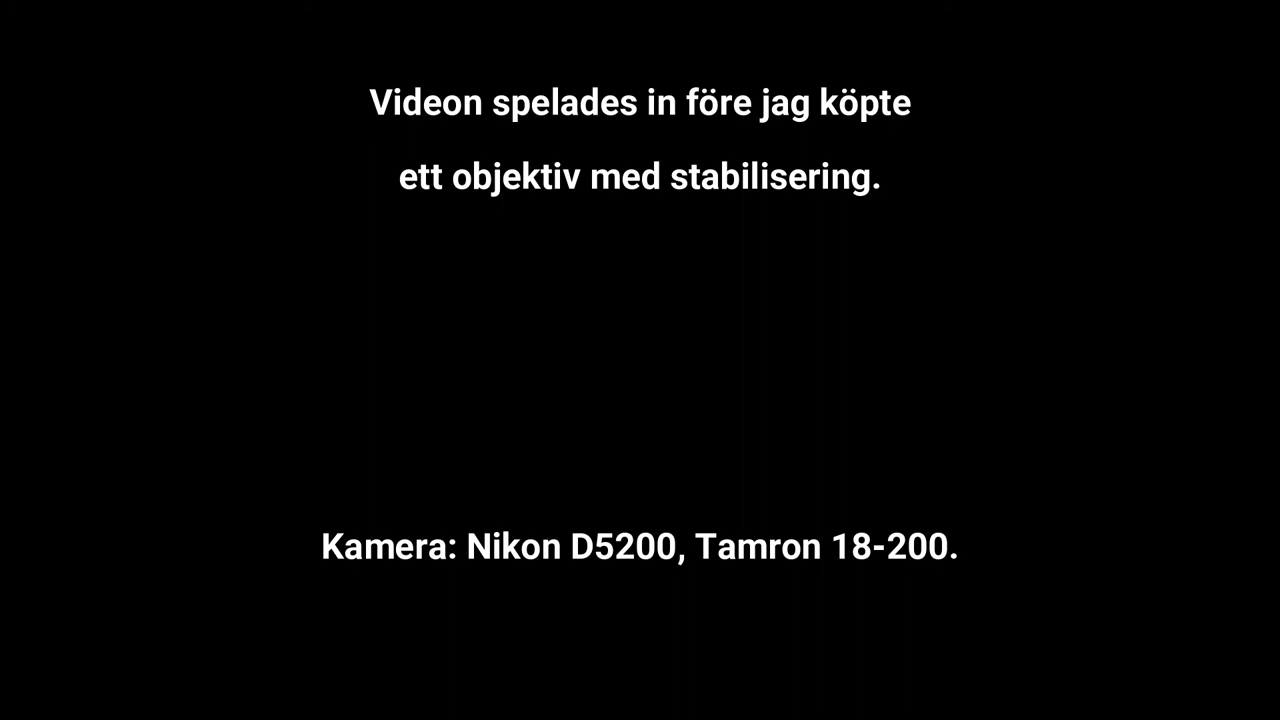 Videon spelades in före jag köpte
ett objektiv med stabilisering.
Kamera: Nikon D5200, Tamron 18-200.